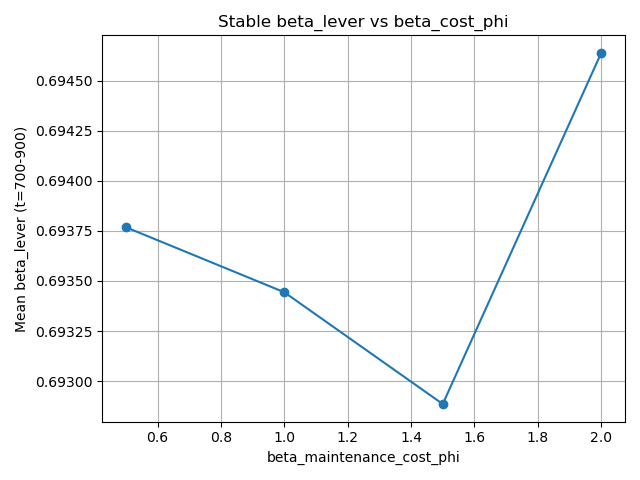 Stable beta_lever vs beta_cost_phi
Mean beta_lever (t=700-900)
0.69450
0.69425
0.69400
0.69375
0.69350
0.69325
0.69300
0.6 0.8 1.0 1.2 1.4 1.6 1.8 2.0
beta_maintenance_cost_phi